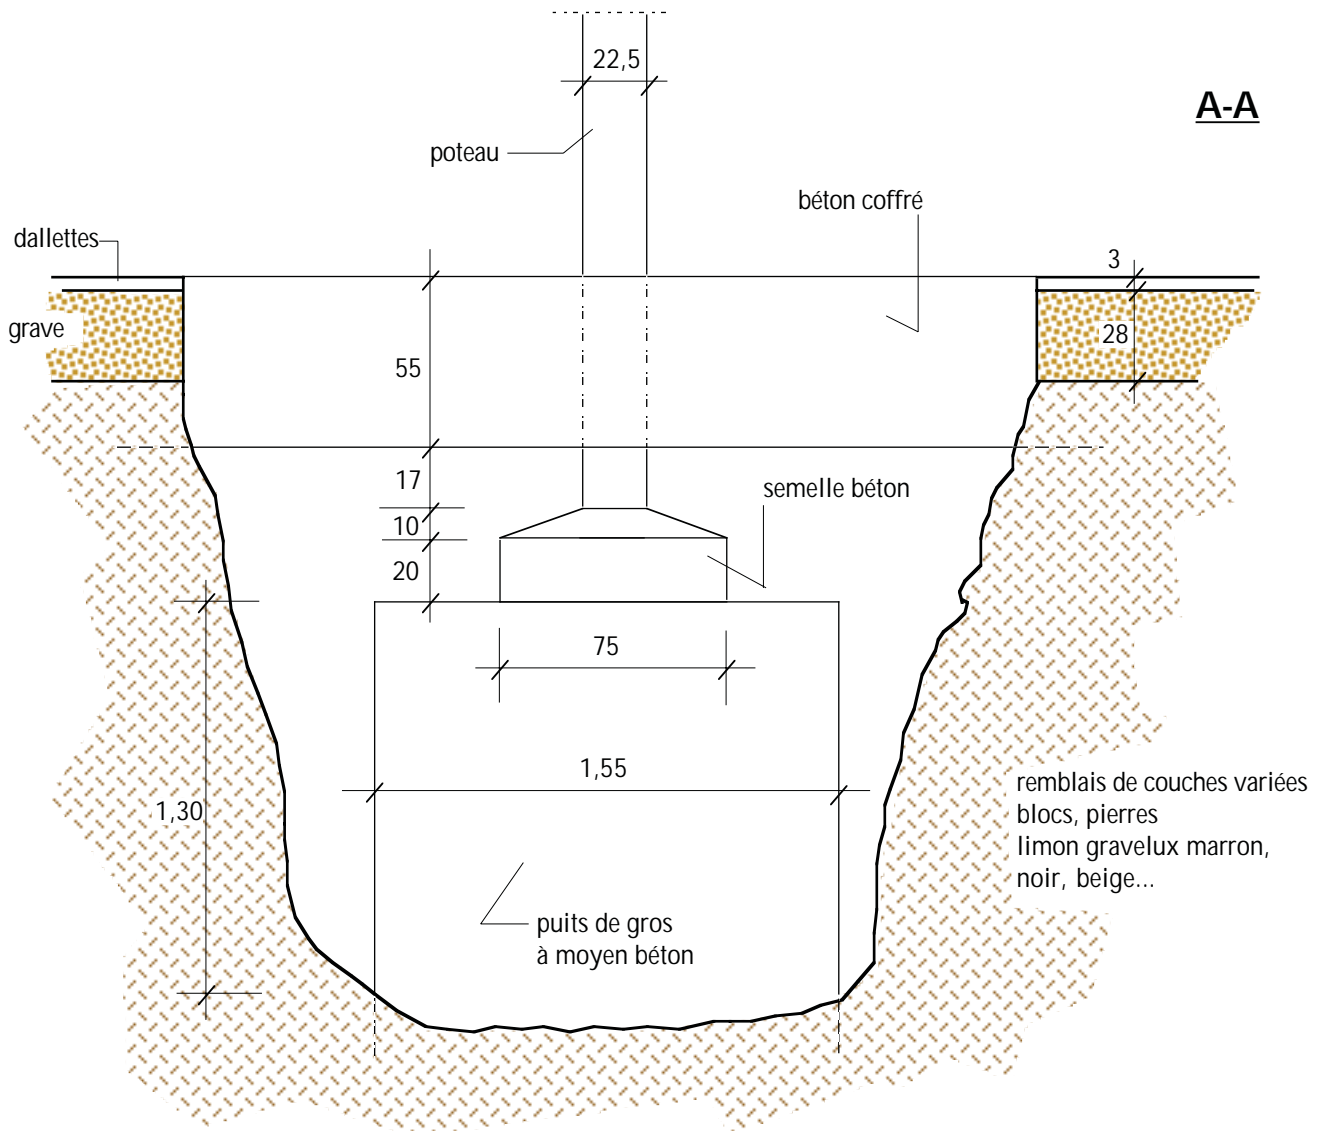 22,5
A-A
poteau
béton coffré
dallettes
3
grave
28
55
17
semelle béton
10
20
75
1,55
1,30
remblais de couches variées
blocs, pierres
limon gravelux marron,
noir, beige...
puits de gros
à moyen béton